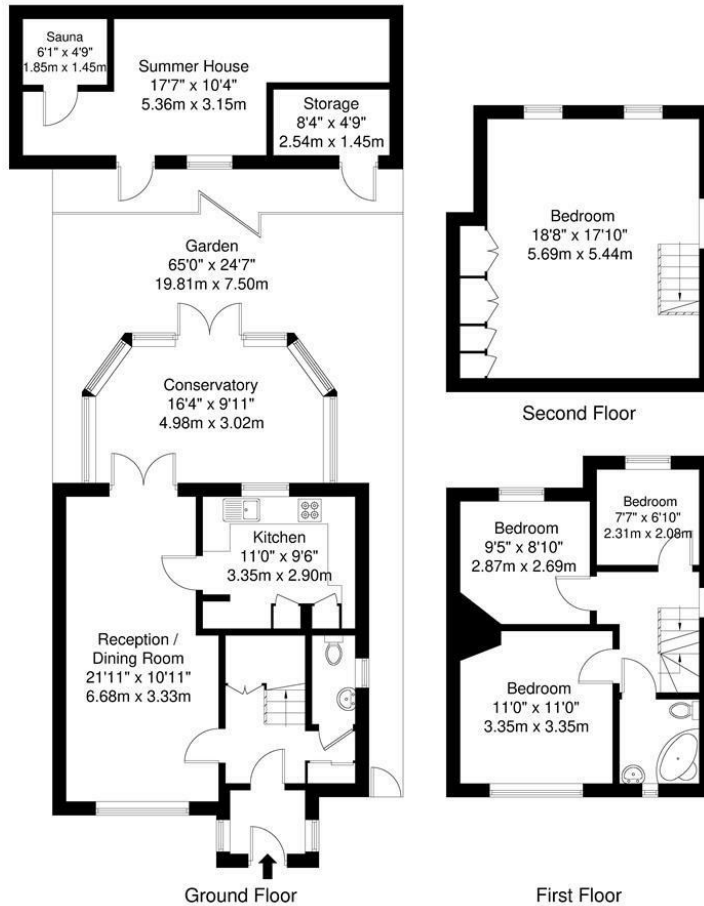 Sauna
6'1" x 4'9"
1.85m x 1.45m
Summer House
17'7" x 10'4"
5.36m x 3.15m
Storage
8'4" x 4'9"
2.54m x 1.45m
Garden
65'0" x 24'7"
19.81m x 7.50m
Conservatory
16'4" x 9'11"
4.98m x 3.02m
Kitchen
11'0" x 9'6"
3.35m x 2.90m
Reception /
Dining Room
21'11" x 10'11"
6.68m x 3.33m
Ground Floor
Bedroom
18'8" x 17'10"
5.69m x 5.44m
Second Floor
Bedroom
7'7" x 6'10"
2.31m x 2.08m
Bedroom
9'5" x 8'10"
2.87m x 2.69m
Bedroom
11'0" x 11'0"
3.35m x 3.35m
First Floor